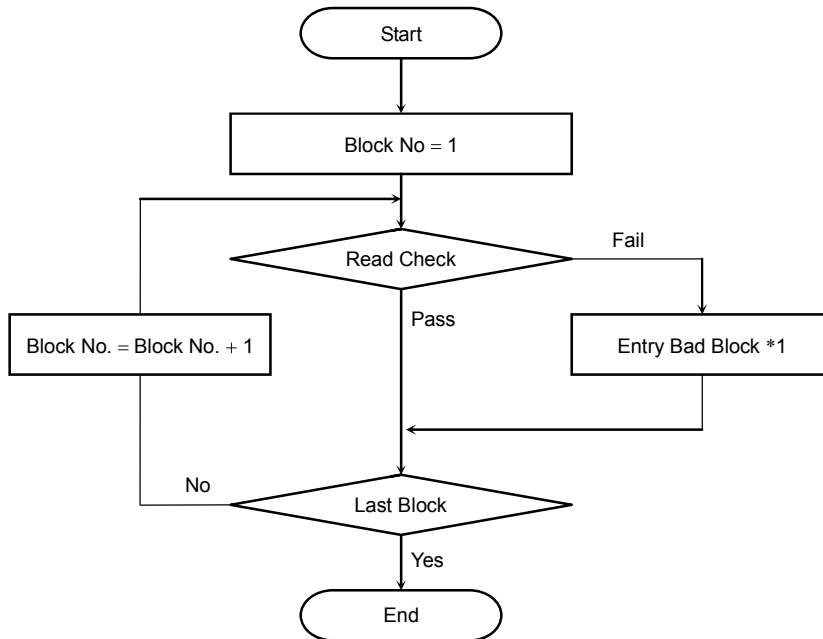 Start
Block No = 1
Read Check
Fail
Pass
Block No. = Block No. + 1
Entry Bad Block *1
No
Last Block
Yes
End